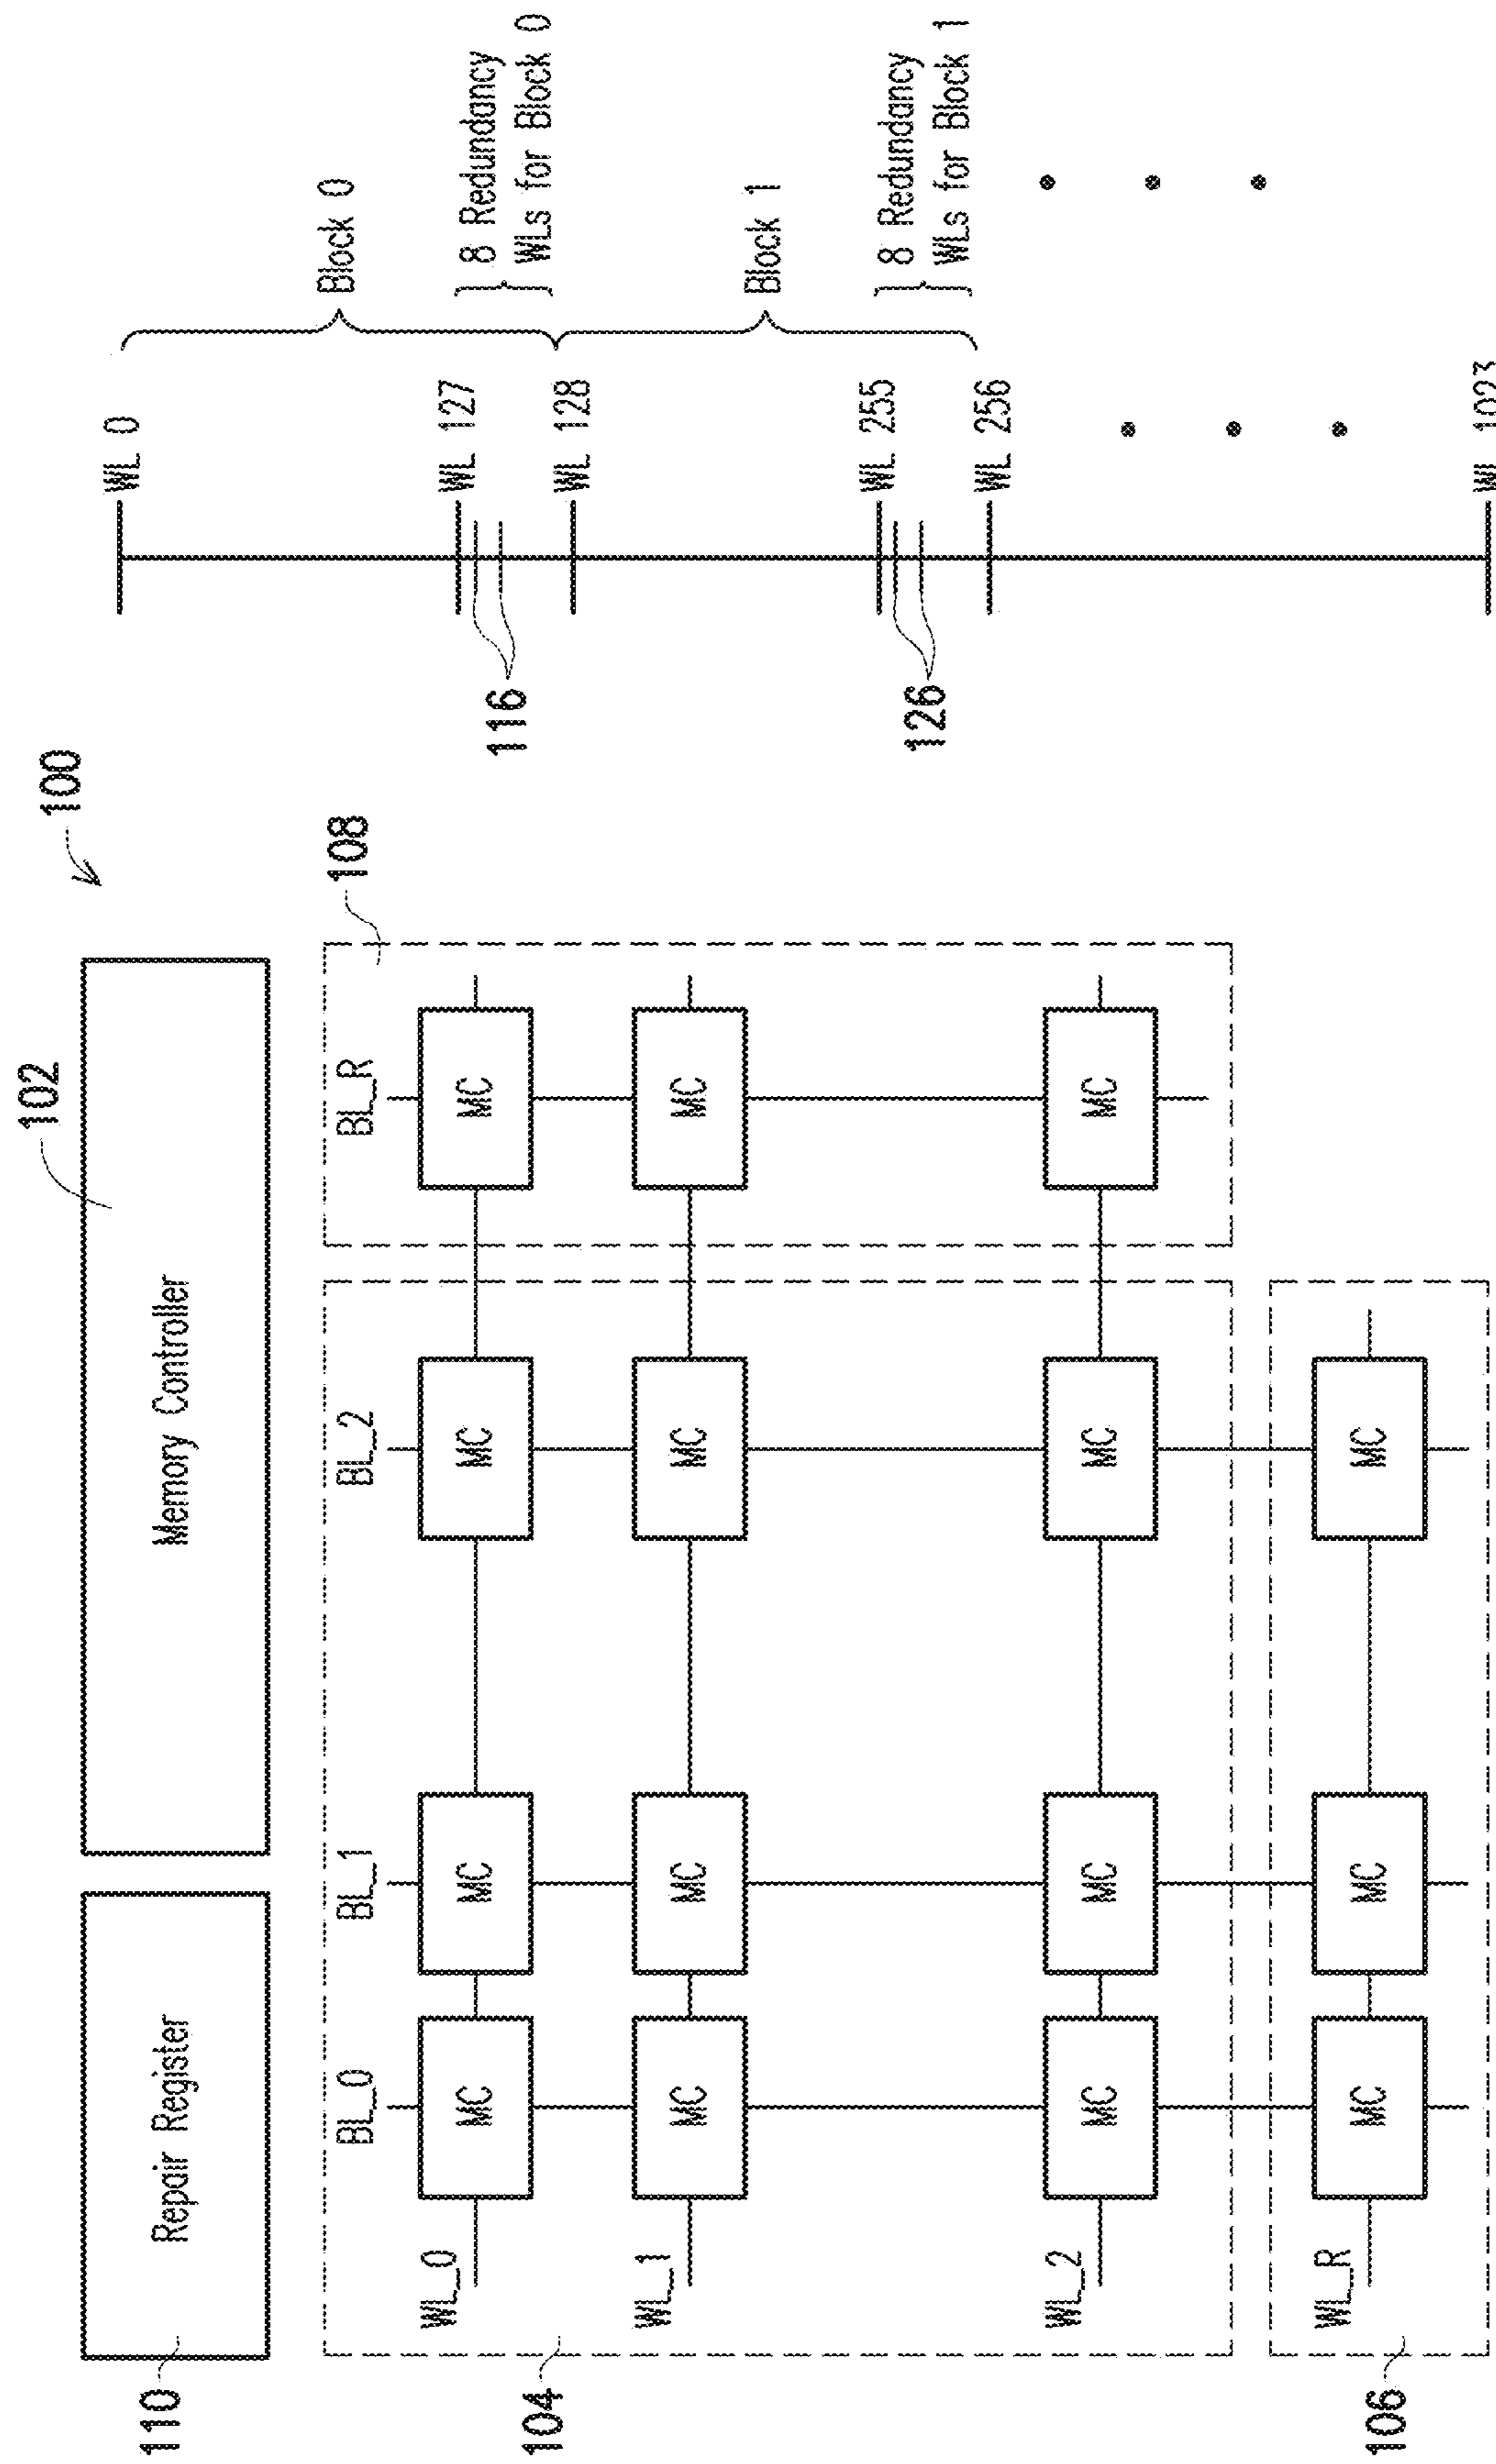 100
102
110
Repair Register
Memory Controller
108
BL_0
BL_1
BL_2
BL_R
WL_0
MC
MC
MC
MC
WL_1
MC
MC
MC
MC
104
WL_2
MC
MC
MC
MC
106
WL_R
MC
MC
MC
WL 0
Block 0
WL 127
116
8 Redundancy
WLs for Block 0
WL 128
Block 1
WL 255
126
8 Redundancy
WLs for Block 1
WL 256
WL 1023